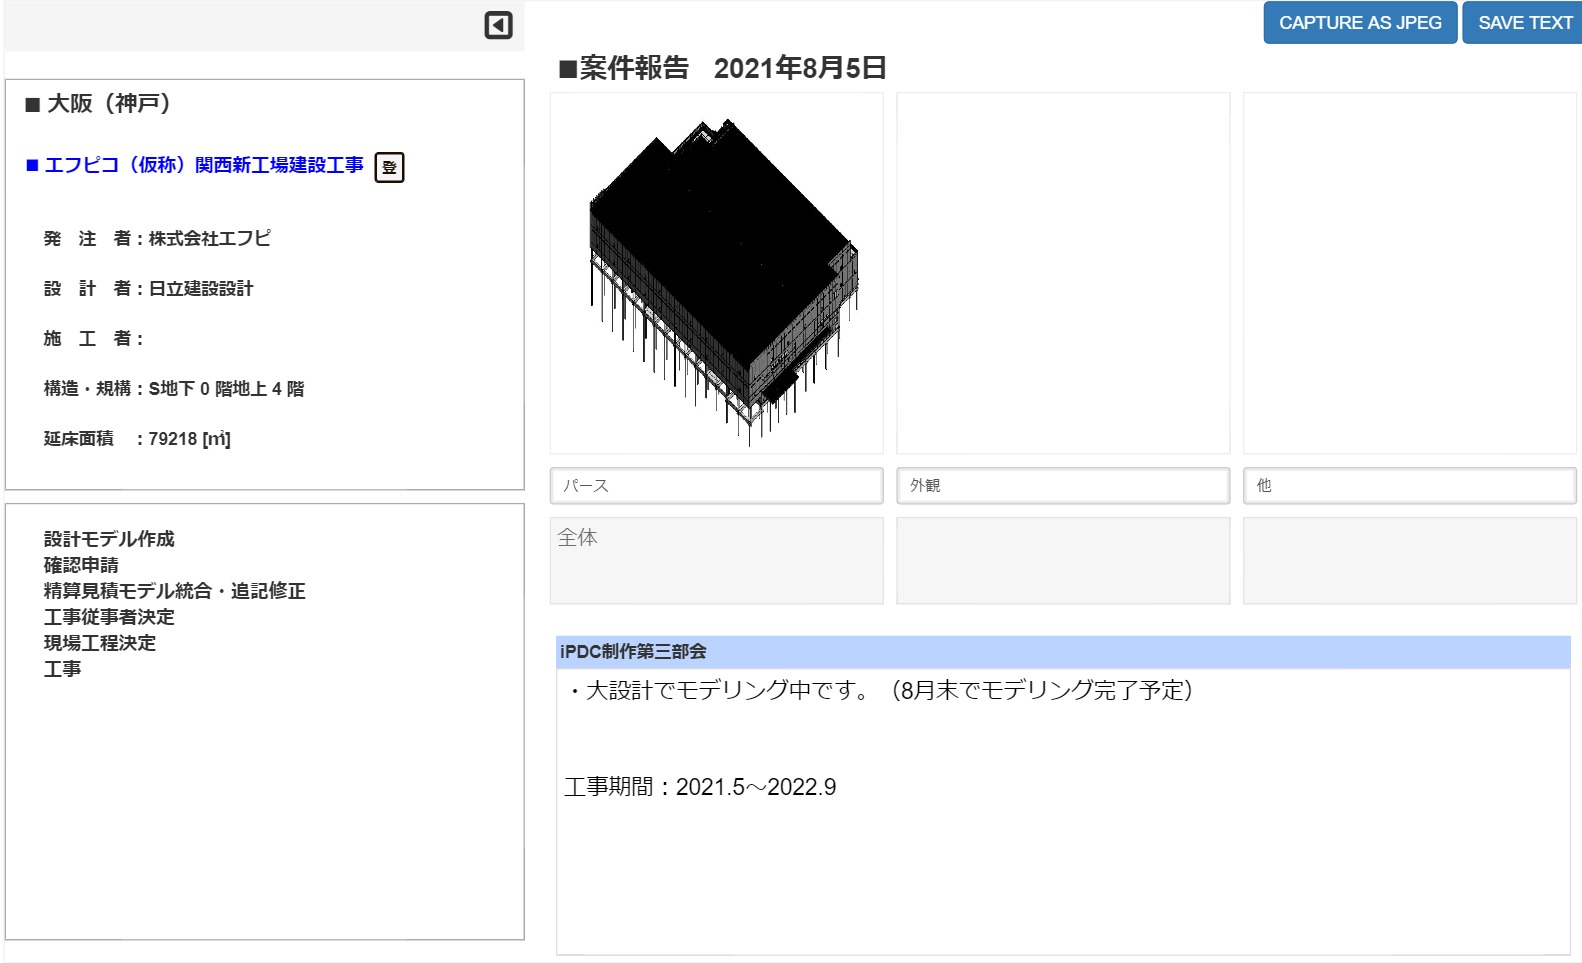 CAPTURE AS JPEG
SAVE TEXT
■ 大阪（神戸）
■ エフピコ（仮称）関西新工場建設工事 登
発　注　者：株式会社エフピ
設　計　者：日立建設設計
施　工　者：
構造・規構：S地下 0 階地上 4 階
延床面積　：79218 [㎡]
設計モデル作成
確認申請
精算見積モデル統合・追記修正
工事従事者決定
現場工程決定
工事
■案件報告　2021年8月5日
パース
外観
他
全体
iPDC制作第三部会
・大設計でモデリング中です。（8月末でモデリング完了予定）
工事期間：2021.5～2022.9